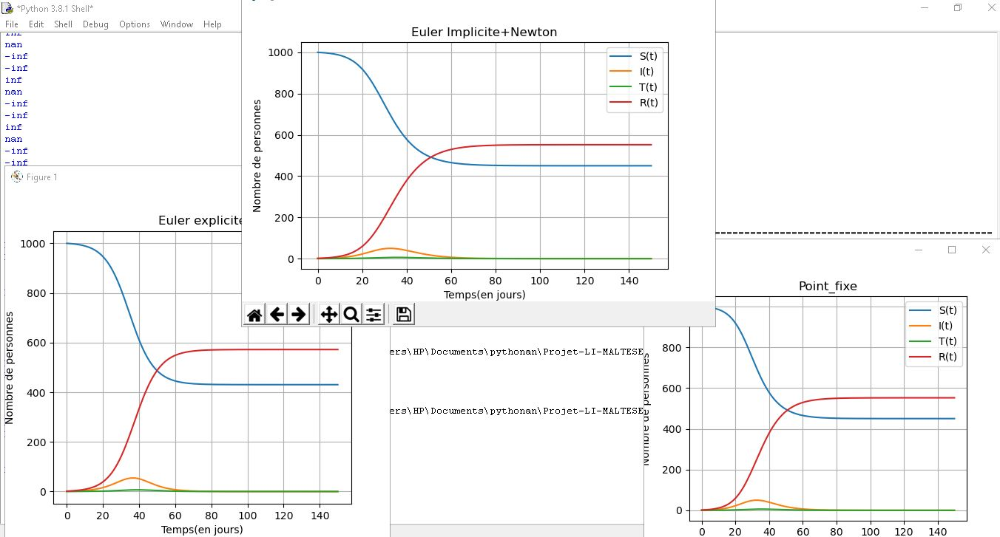 *Python 3.8.1 Shell*
File Edit Shell Debug Options Window Help
inf
nan
-inf
-inf
inf
nan
-inf
-inf
inf
nan
-inf
-inf
Euler Implicite+Newton
1000
800
600
400
200
0
Nombre de personnes
S(t)
I(t)
T(t)
R(t)
0 20 40 60 80 100 120 140
Temps(en jours)
Figure 1
Euler explicite
1000
800
600
400
200
0
Nombre de personnes
0 20 40 60 80 100 120 140
Temps(en jours)
ers\HP\Documents\pythonan\Projet-LI-MALTESE
ers\HP\Documents\pythonan\Projet-LI-MALTESE
Point_fixe
800
600
400
200
0
Nombre de personnes
S(t)
I(t)
T(t)
R(t)
0 20 40 60 80 100 120 140